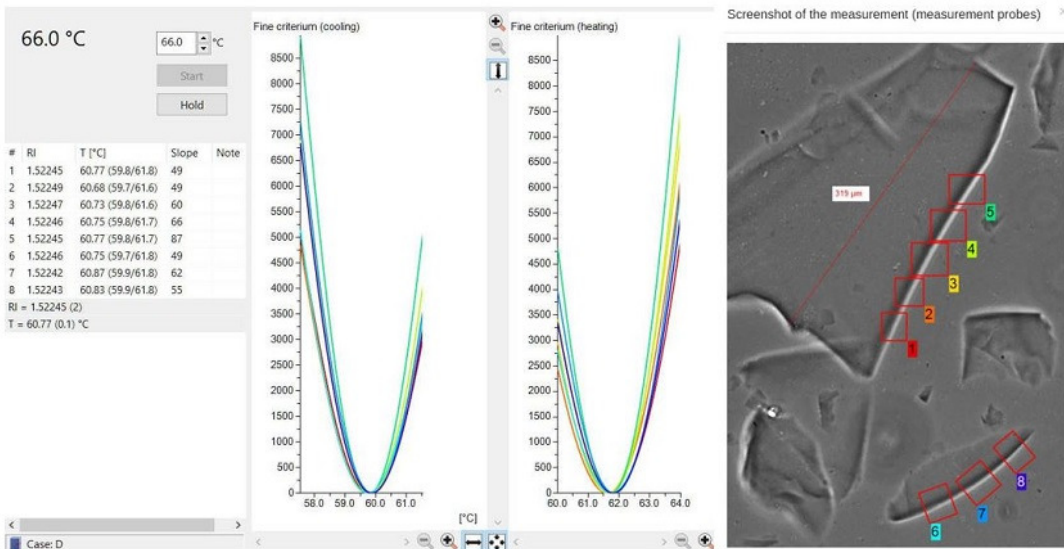 66.0 °C
66.0 °C
Start
Hold
# RI T [°C] Slope Note
1 1.52245 60.77 (59.8/61.8) 49
2 1.52249 60.68 (59.7/61.6) 49
3 1.52247 60.73 (59.8/61.6) 60
4 1.52246 60.75 (59.8/61.7) 66
5 1.52245 60.77 (59.8/61.7) 87
6 1.52246 60.75 (59.7/61.8) 49
7 1.52242 60.87 (59.9/61.8) 62
8 1.52243 60.83 (59.9/61.8) 55
RI = 1.52245 (2)
T = 60.77 (0.1) °C
Case: D
Fine criterium (cooling)
8500
8000
7500
7000
6500
6000
5500
5000
4500
4000
3500
3000
2500
2000
1500
1000
500
0
58.0 59.0 60.0 61.0
[°C]
Fine criterium (heating)
8500
8000
7500
7000
6500
6000
5500
5000
4500
4000
3500
3000
2500
2000
1500
1000
500
0
60.0 61.0 62.0 63.0 64.0
Screenshot of the measurement (measurement probes)
319 µm
5
4
3
2
1
8
7
6